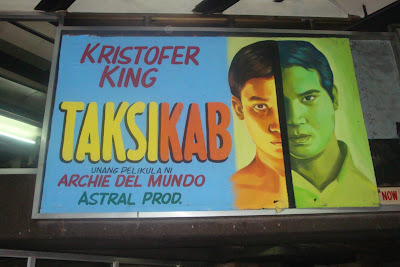 KRISTOFER
KING
TAKSIKAB
UNANG PELIKULA NI
ARCHIE DEL MUNDO
ASTRAL PROD.
NOW